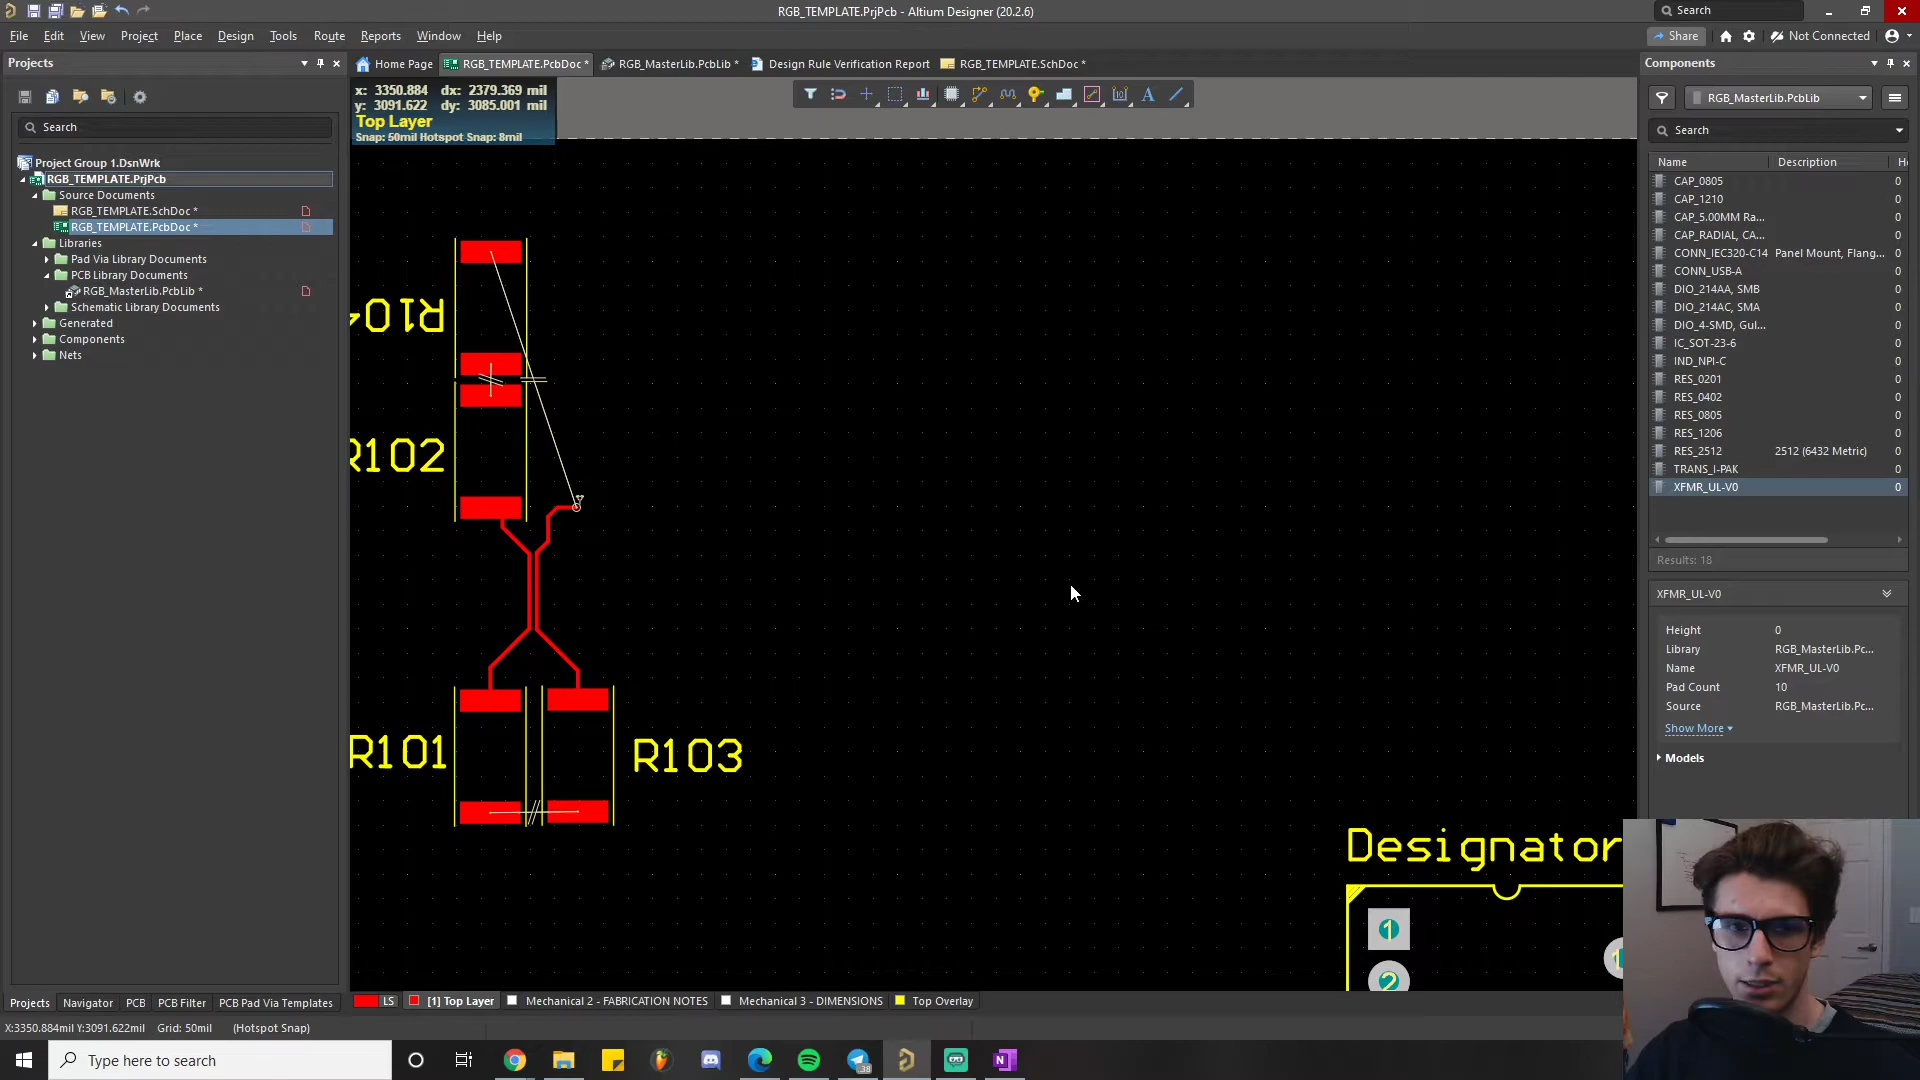 RGB_TEMPLATE.PrjPcb - Altium Designer (20.2.6)
Search
File Edit View Project Place Design Tools Route Reports Window Help
Share
Not Connected
Projects
Home Page
RGB_TEMPLATE.PcbDoc *
RGB_MasterLib.PcbLib *
Design Rule Verification Report
RGB_TEMPLATE.SchDoc *
Components
x: 3350.884 dx: 2379.369 mil
y: 3091.622 dy: 3085.001 mil
Top Layer
Snap: 50mil Hotspot Snap: 8mil
Search
Project Group 1.DsnWrk
RGB_TEMPLATE.PrjPcb
Source Documents
RGB_TEMPLATE.SchDoc *
RGB_TEMPLATE.PcbDoc *
Libraries
Pad Via Library Documents
PCB Library Documents
RGB_MasterLib.PcbLib *
Schematic Library Documents
Generated
Components
Nets
R104
R102
R101
R103
Designator
1
2
RGB_MasterLib.PcbLib
Search
Name Description
CAP_0805 0
CAP_1210 0
CAP_5.00MM Ra... 0
CAP_RADIAL, CA... 0
CONN_IEC320-C14 Panel Mount, Flang... 0
CONN_USB-A 0
DIO_214AA, SMB 0
DIO_214AC, SMA 0
DIO_4-SMD, Gul... 0
IC_SOT-23-6 0
IND_NPI-C 0
RES_0201 0
RES_0402 0
RES_0805 0
RES_1206 0
RES_2512 2512 (6432 Metric) 0
TRANS_I-PAK 0
XFMR_UL-V0 0
Results: 18
XFMR_UL-V0
Height 0
Library RGB_MasterLib.Pc...
Name XFMR_UL-V0
Pad Count 10
Source RGB_MasterLib.Pc...
Show More
Models
Projects Navigator PCB PCB Filter PCB Pad Via Templates
LS [1] Top Layer Mechanical 2 - FABRICATION NOTES Mechanical 3 - DIMENSIONS Top Overlay
X:3350.884mil Y:3091.622mil Grid: 50mil (Hotspot Snap)
Type here to search
38